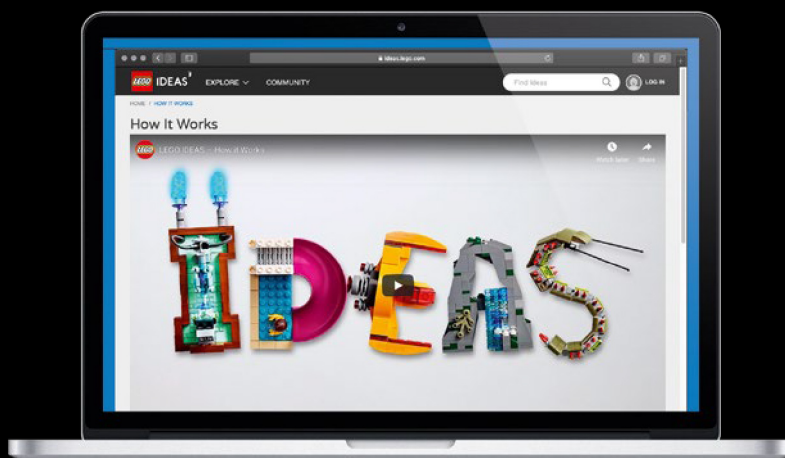 ideas.lego.com
LEGO IDEAS EXPLORE COMMUNITY Find Ideas LOG IN
HOME / HOW IT WORKS
How It Works
LEGO LEGO IDEAS – How it Works Watch later Share
IDEAS